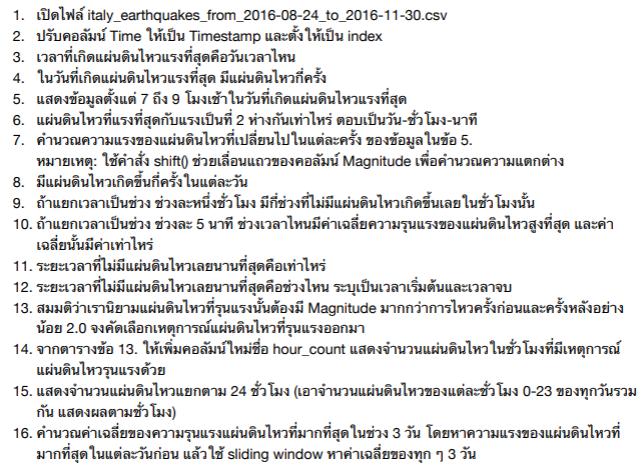 1. เปิดไฟล์ italy_earthquakes_from_2016-08-24_to_2016-11-30.csv
2. ปรับคอลัมน์ Time ให้เป็น Timestamp และตั้งให้เป็น index
3. เวลาที่เกิดแผ่นดินไหวแรงที่สุดคือวันเวลาไหน
4. ในวันที่เกิดแผ่นดินไหวแรงที่สุด มีแผ่นดินไหวกี่ครั้ง
5. แสดงข้อมูลตั้งแต่ 7 ถึง 9 โมงเช้าในวันที่เกิดแผ่นดินไหวแรงที่สุด
6. แผ่นดินไหวที่แรงที่สุดกับแรงเป็นที่ 2 ห่างกันเท่าไหร่ ตอบเป็นวัน-ชั่วโมง-นาที
7. คำนวณความแรงของแผ่นดินไหวที่เปลี่ยนไปในแต่ละครั้ง ของข้อมูลในข้อ 5.
หมายเหตุ: ใช้คำสั่ง shift() ช่วยเลื่อนแถวของคอลัมน์ Magnitude เพื่อคำนวณความแตกต่าง
8. มีแผ่นดินไหวเกิดขึ้นกี่ครั้งในแต่ละวัน
9. ถ้าแยกเวลาเป็นช่วง ช่วงละหนึ่งชั่วโมง มีกี่ช่วงที่ไม่มีแผ่นดินไหวเกิดขึ้นเลยในชั่วโมงนั้น
10. ถ้าแยกเวลาเป็นช่วง ช่วงละ 5 นาที ช่วงเวลาไหนมีค่าเฉลี่ยความรุนแรงของแผ่นดินไหวสูงที่สุด และค่า
เฉลี่ยนั้นมีค่าเท่าไหร่
11. ระยะเวลาที่ไม่มีแผ่นดินไหวเลยนานที่สุดคือเท่าไหร่
12. ระยะเวลาที่ไม่มีแผ่นดินไหวเลยนานที่สุดคือช่วงไหน ระบุเป็นเวลาเริ่มต้นและเวลาจบ
13. สมมติว่าเรานิยามแผ่นดินไหวที่รุนแรงนั้นต้องมี Magnitude มากกว่าการไหวครั้งก่อนและครั้งหลังอย่าง
น้อย 2.0 จงคัดเลือกเหตุการณ์แผ่นดินไหวที่รุนแรงออกมา
14. จากตารางข้อ 13. ให้เพิ่มคอลัมน์ใหม่ชื่อ hour_count แสดงจำนวนแผ่นดินไหวในชั่วโมงที่มีเหตุการณ์
แผ่นดินไหวรุนแรงด้วย
15. แสดงจำนวนแผ่นดินไหวแยกตาม 24 ชั่วโมง (เอาจำนวนแผ่นดินไหวของแต่ละชั่วโมง 0-23 ของทุกวันรวม
กัน แสดงผลตามชั่วโมง)
16. คำนวณค่าเฉลี่ยของความรุนแรงแผ่นดินไหวที่มากที่สุดในช่วง 3 วัน โดยหาความแรงของแผ่นดินไหวที่
มากที่สุดในแต่ละวันก่อน แล้วใช้ sliding window หาค่าเฉลี่ยของทุก ๆ 3 วัน